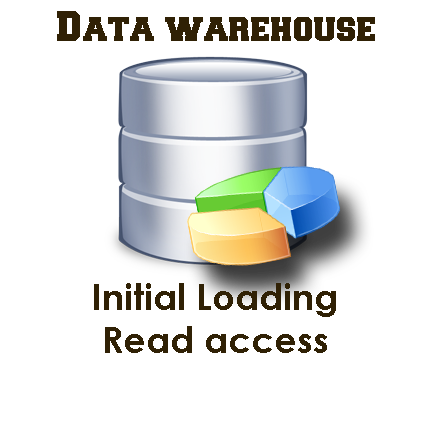 Data warehouse
Initial Loading
Read access